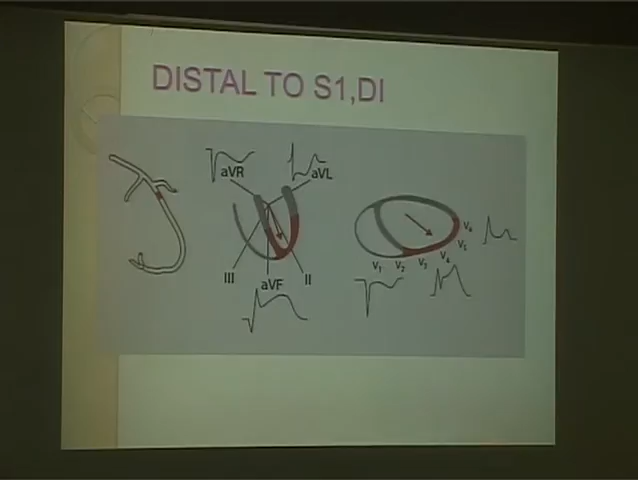 DISTAL TO S1,DI
aVR
aVL
III
aVF
II
V1
V2
V3
V4
V5
V6